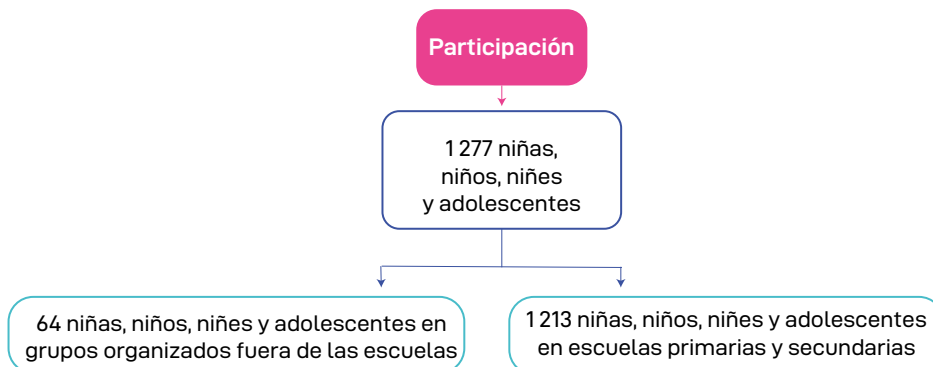 Participación
1 277 niñas,
niños, niñes
y adolescentes
64 niñas, niños, niñes y adolescentes en
grupos organizados fuera de las escuelas
1 213 niñas, niños, niñes y adolescentes
en escuelas primarias y secundarias